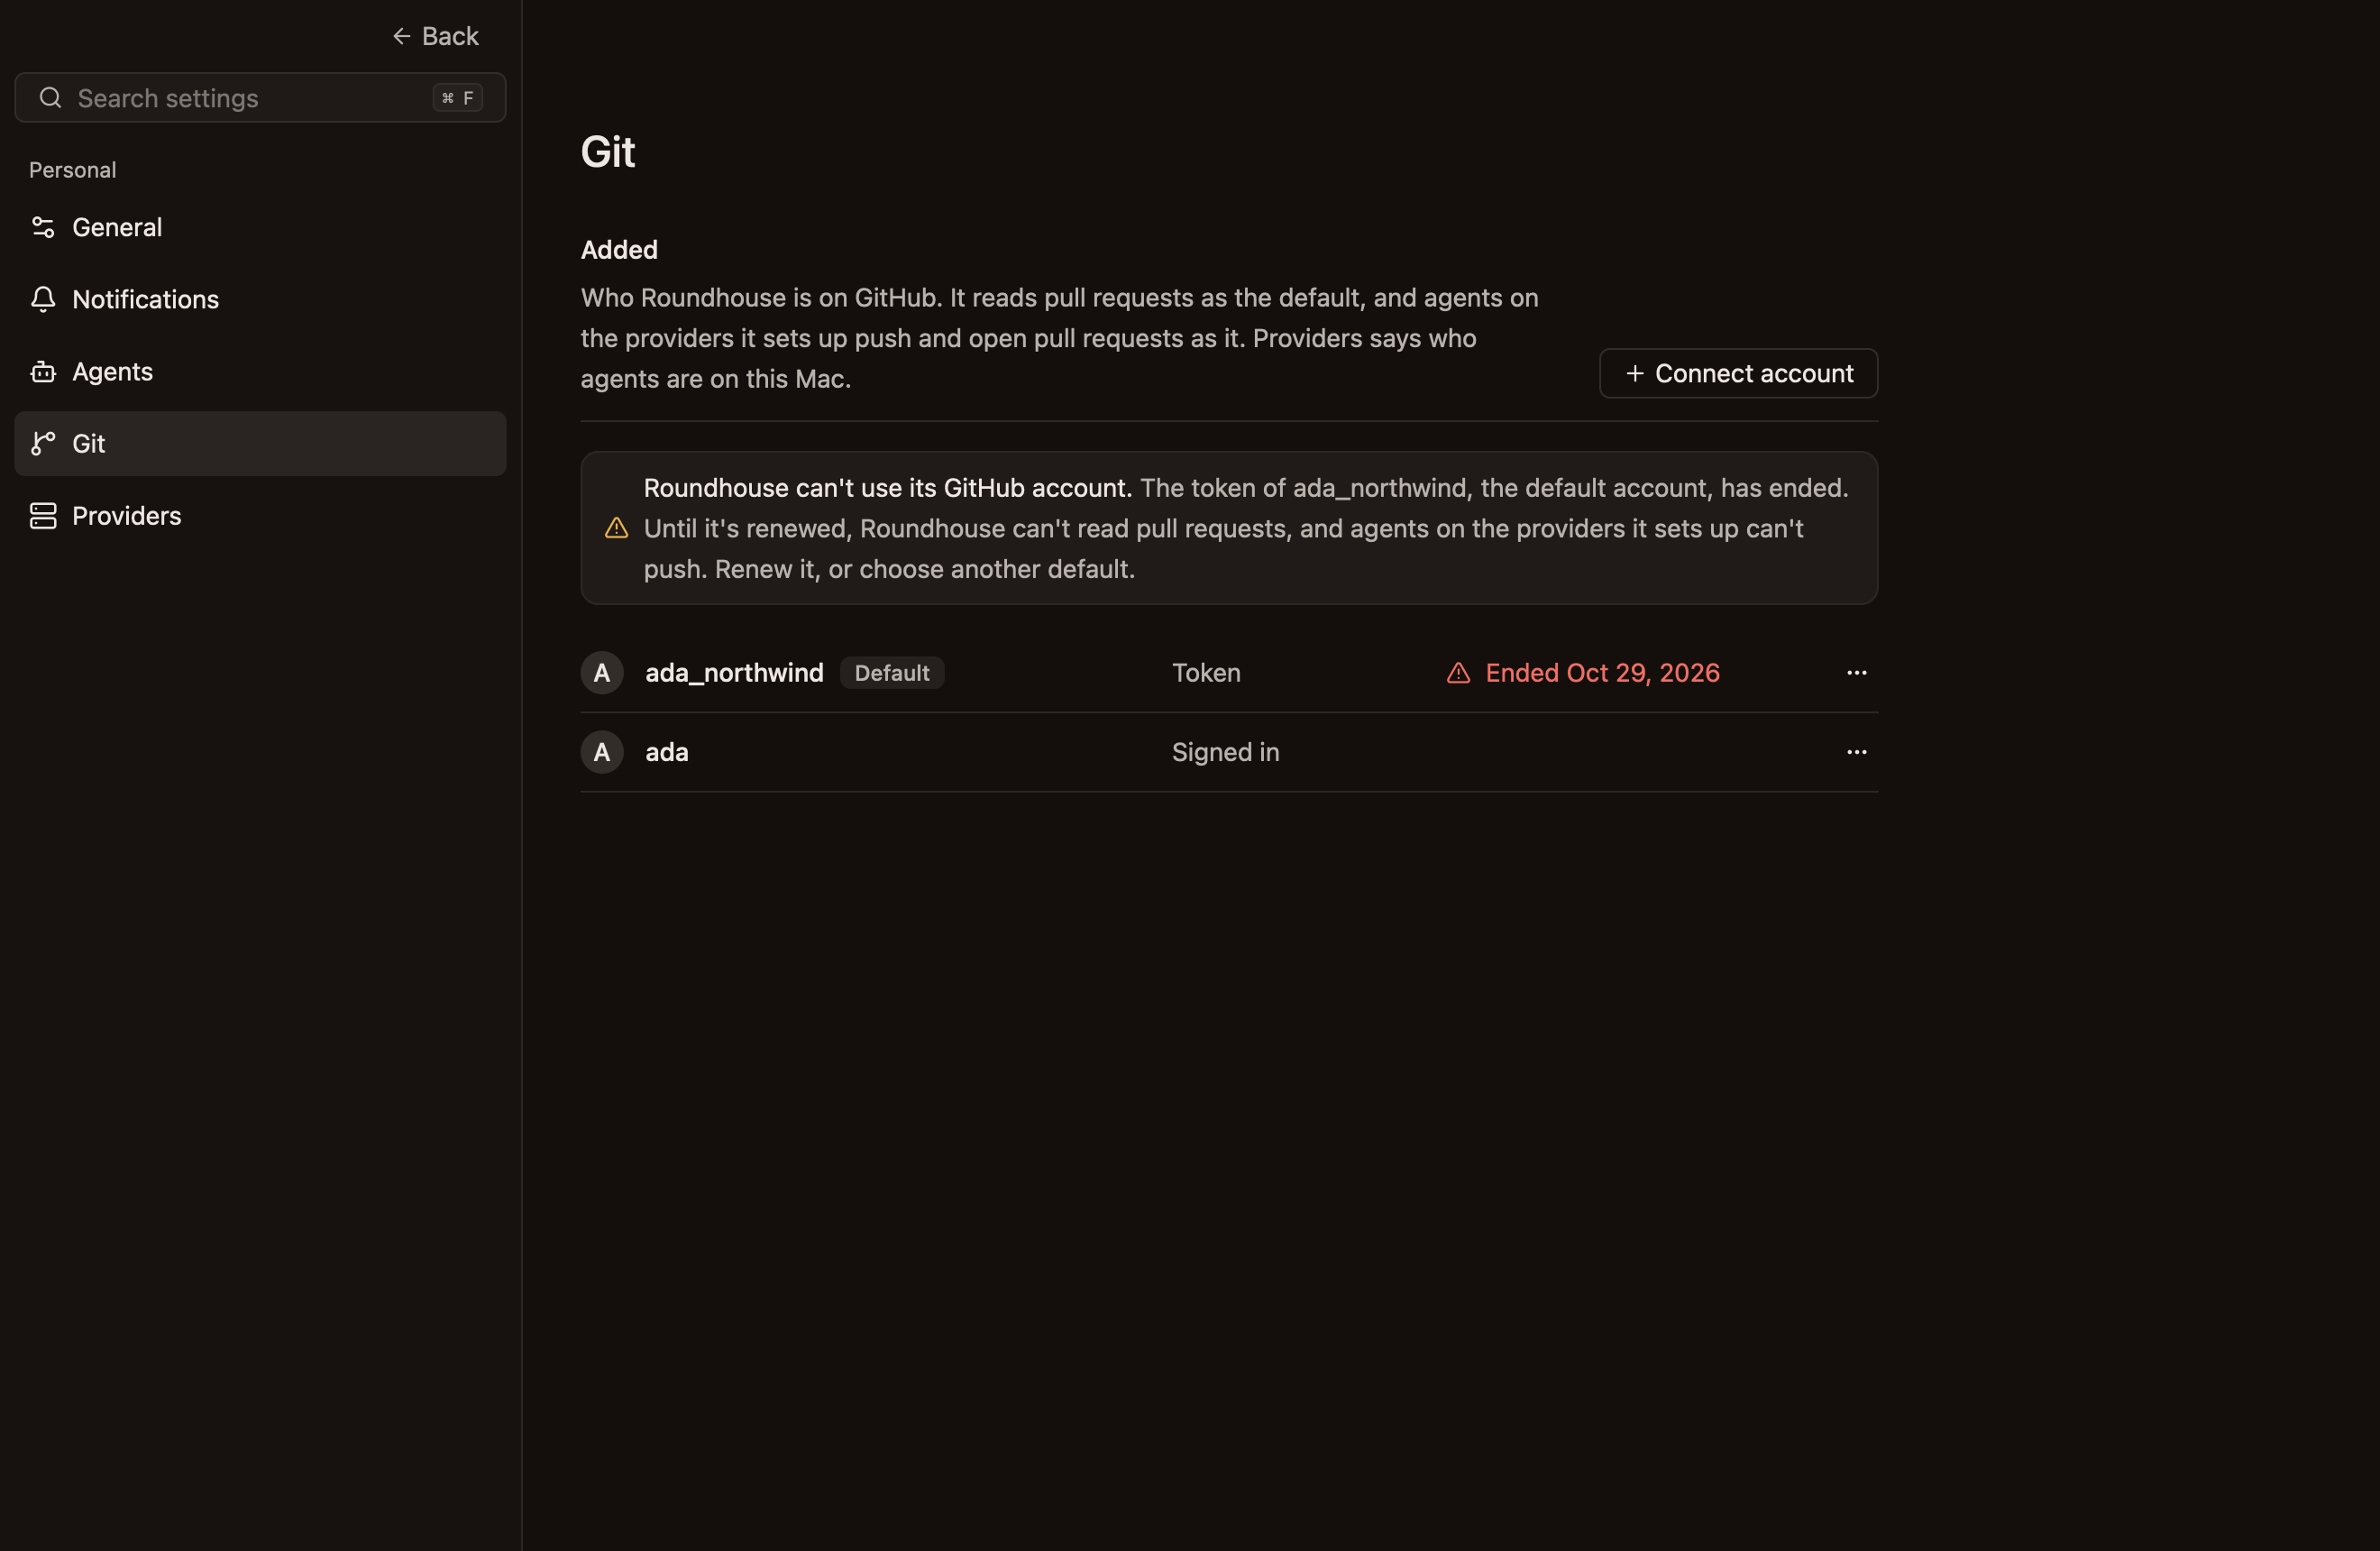 Back
Search settings
⌘ F
Personal
General
Notifications
Agents
Git
Providers
Git
Added
Who Roundhouse is on GitHub. It reads pull requests as the default, and agents on
the providers it sets up push and open pull requests as it. Providers says who
agents are on this Mac.
Connect account
Roundhouse can't use its GitHub account. The token of ada_northwind, the default account, has ended.
Until it's renewed, Roundhouse can't read pull requests, and agents on the providers it sets up can't
push. Renew it, or choose another default.
A ada_northwind Default Token Ended Oct 29, 2026
A ada Signed in